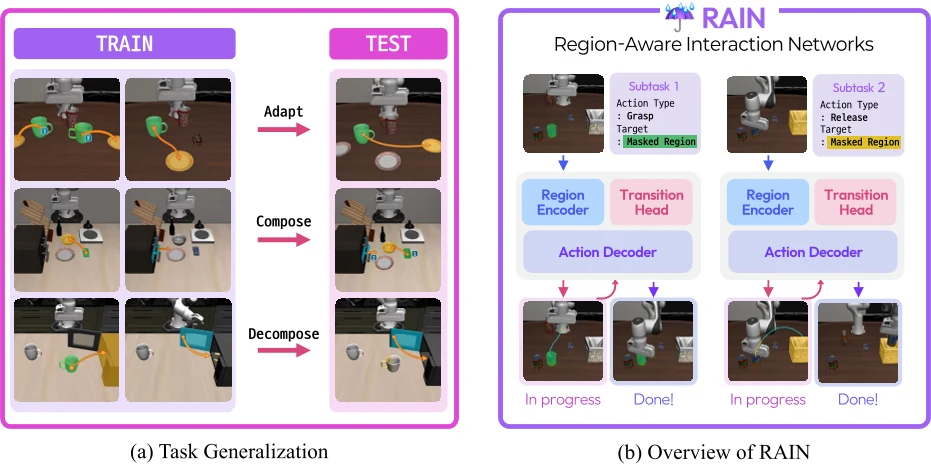 TRAIN
TEST
Adapt
Compose
Decompose
(a) Task Generalization
RAIN
Region-Aware Interaction Networks
Subtask 1
Action Type
: Grasp
Target
: Masked Region
Subtask 2
Action Type
: Release
Target
: Masked Region
Region
Encoder
Transition
Head
Action Decoder
Region
Encoder
Transition
Head
Action Decoder
In progress
Done!
In progress
Done!
(b) Overview of RAIN